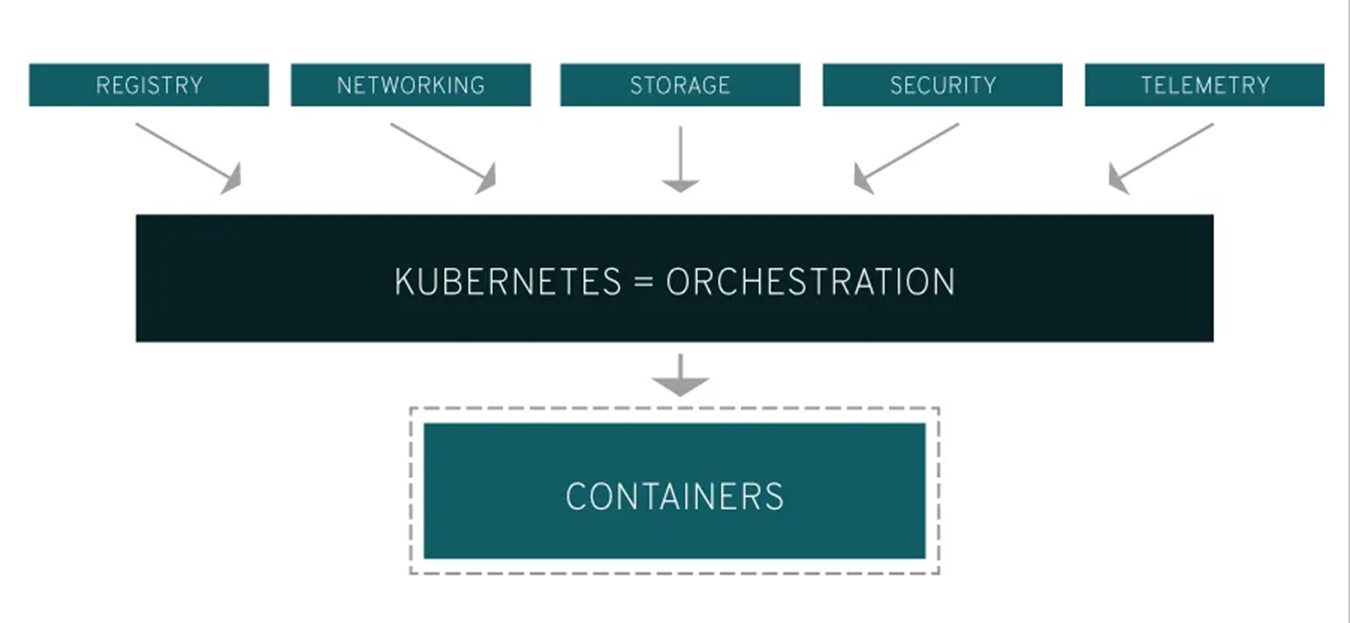 REGISTRY
NETWORKING
STORAGE
SECURITY
TELEMETRY
KUBERNETES = ORCHESTRATION
CONTAINERS